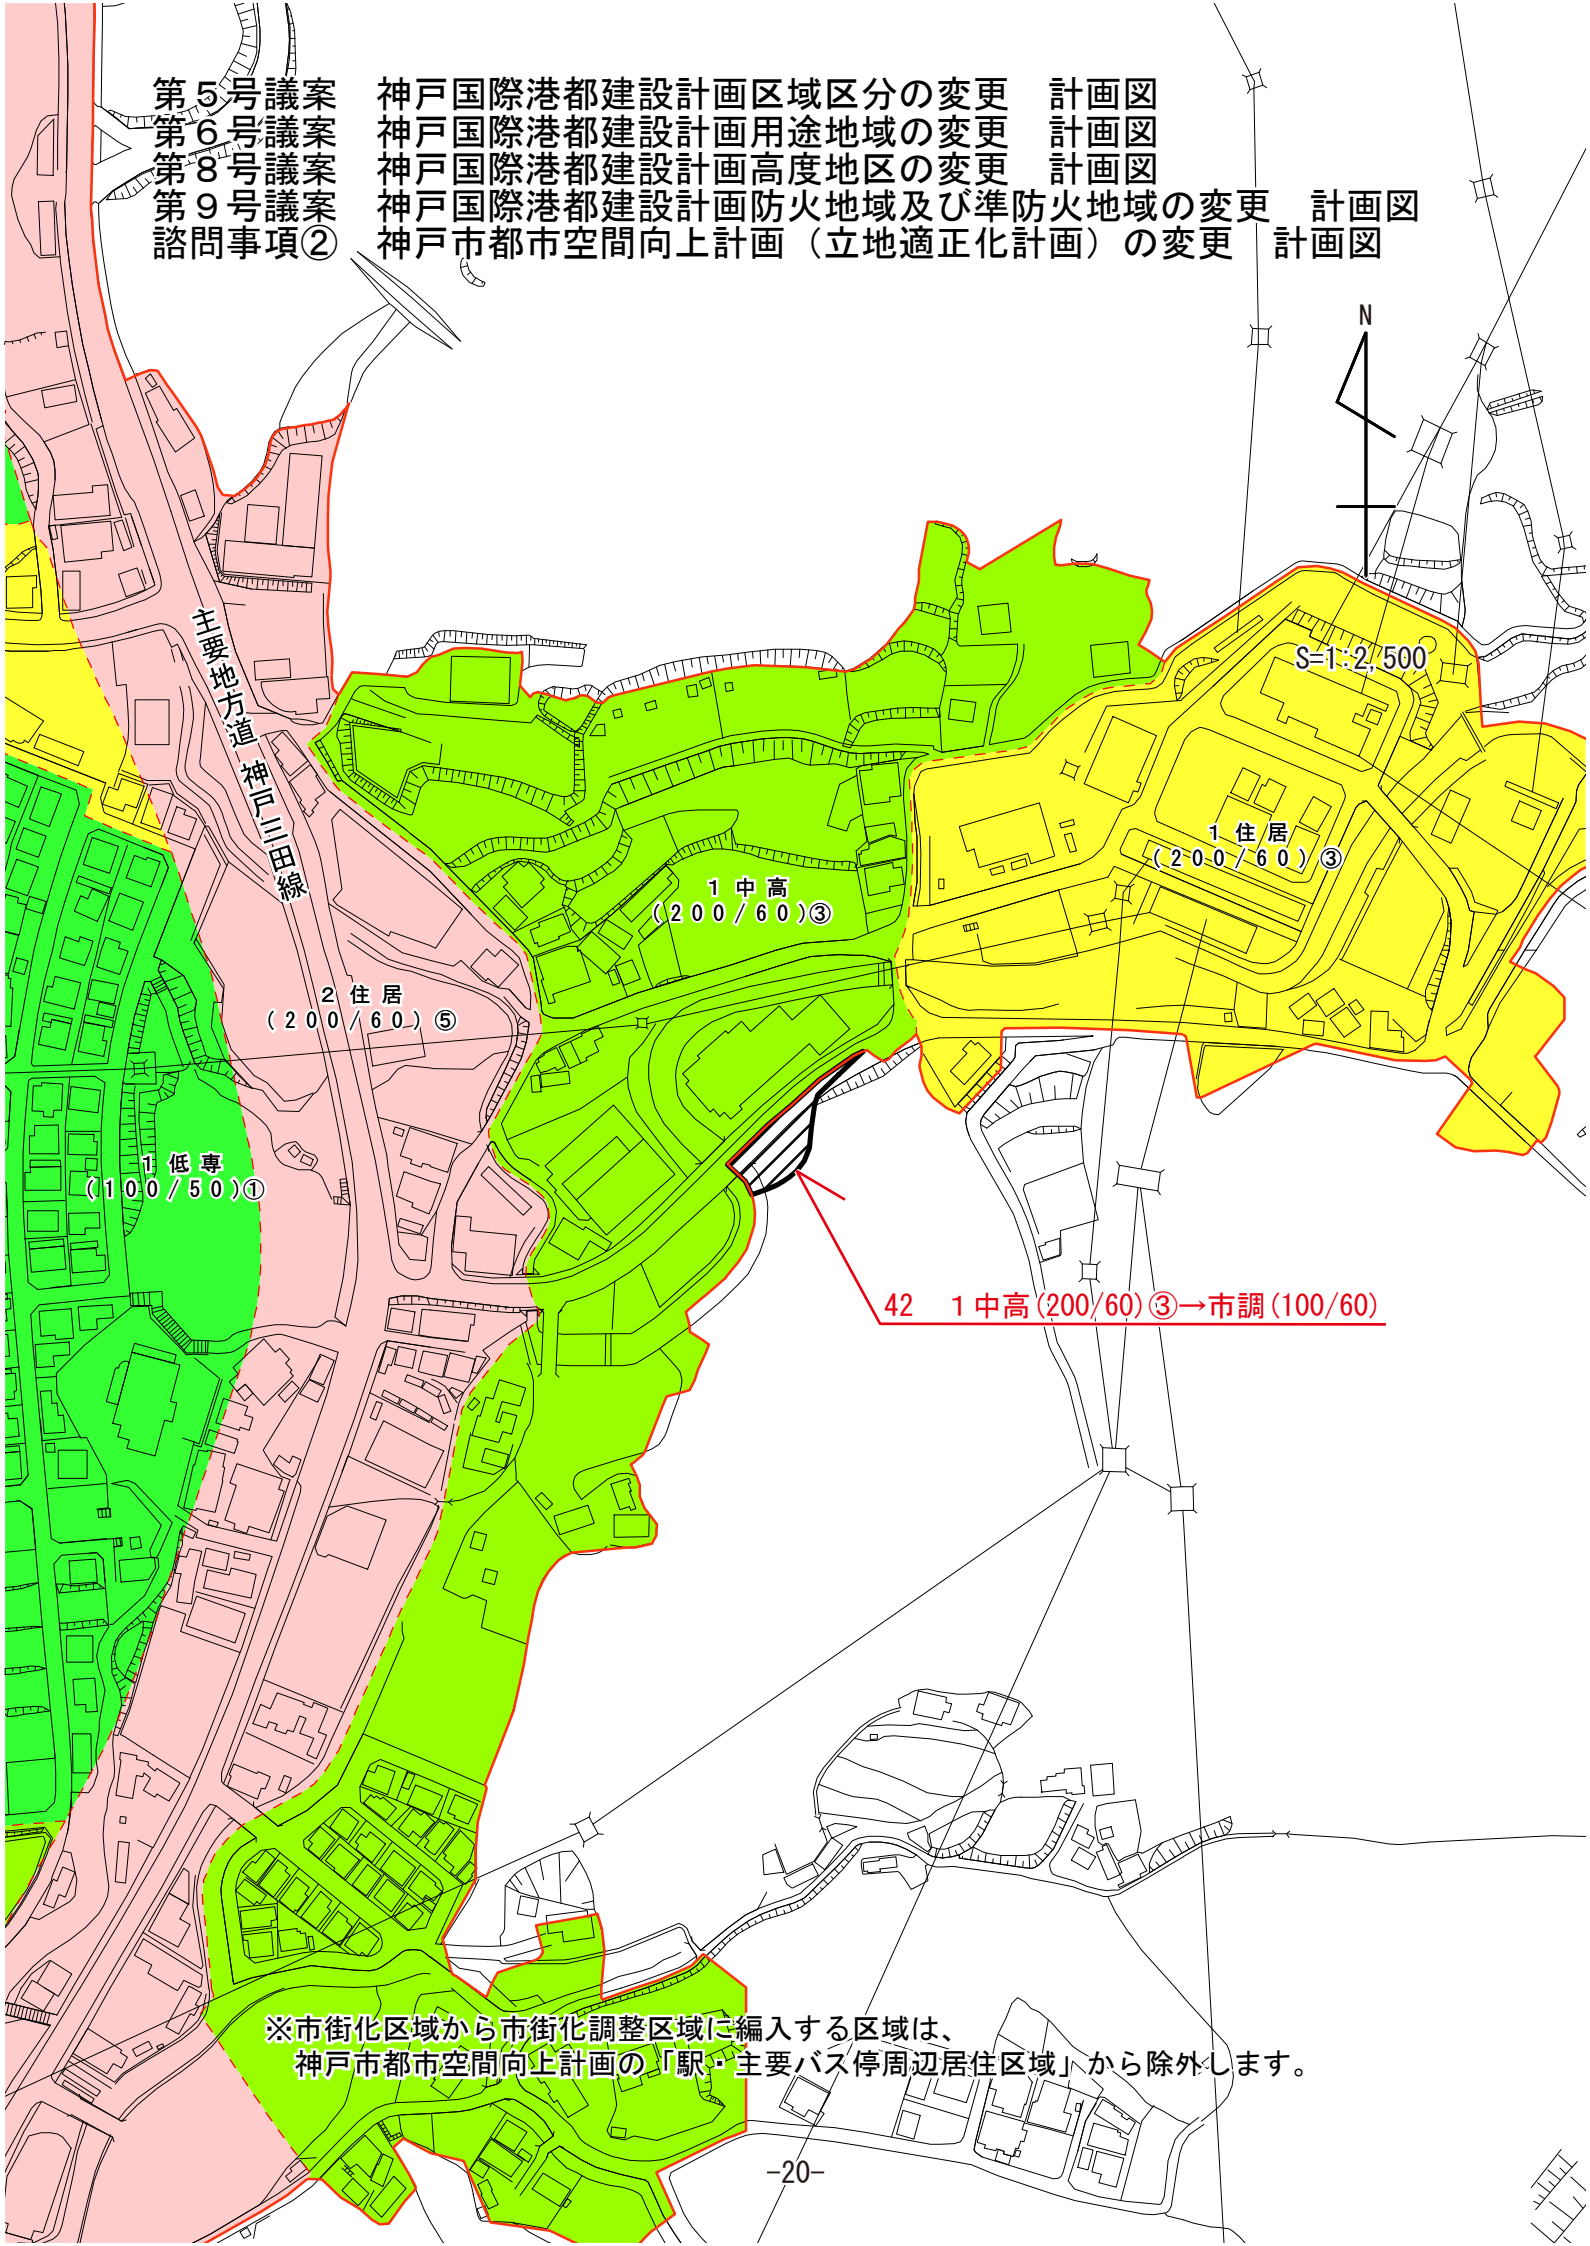 第５号議案　神戸国際港都建設計画区域区分の変更　計画図
第６号議案　神戸国際港都建設計画用途地域の変更　計画図
第８号議案　神戸国際港都建設計画高度地区の変更　計画図
第９号議案　神戸国際港都建設計画防火地域及び準防火地域の変更　計画図
諮問事項②　神戸市都市空間向上計画（立地適正化計画）の変更　計画図
N
S=1:2,500
主要地方道 神戸三田線
１住居
(200/60)③
１中高
(200/60)③
２住居
(200/60)⑤
１低専
(100/50)①
42　１中高(200/60)③→市調(100/60)
※市街化区域から市街化調整区域に編入する区域は、
神戸市都市空間向上計画の「駅・主要バス停周辺居住区域」から除外します。
-20-